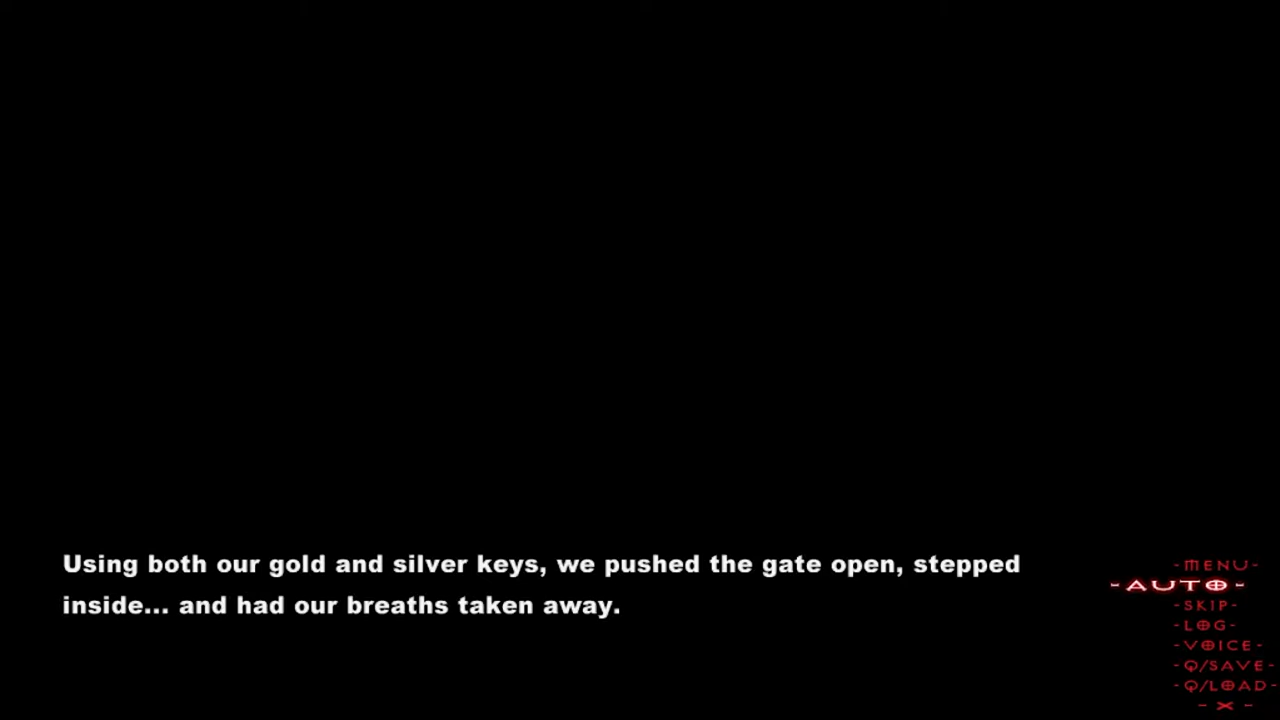 Using both our gold and silver keys, we pushed the gate open, stepped
inside... and had our breaths taken away.
-MENU-
-AUTO-
-SKIP-
-LOG-
-VOICE-
-Q/SAVE-
-Q/LOAD-
-X-